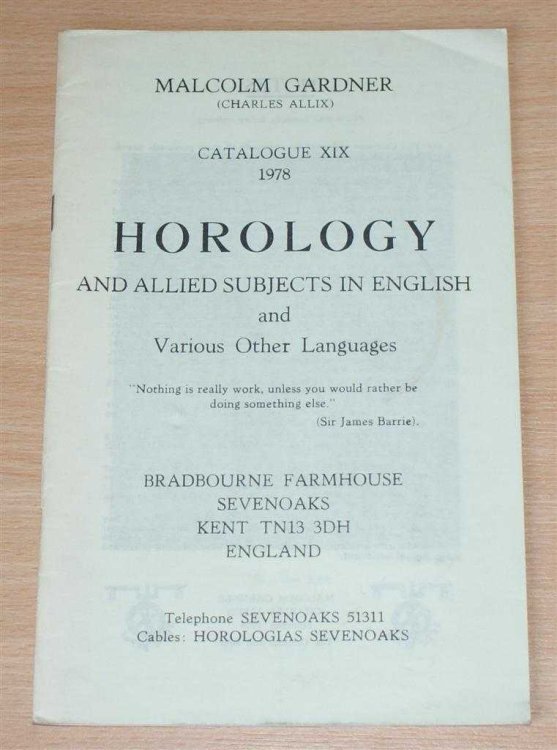 MALCOLM GARDNER
(CHARLES ALLIX)
CATALOGUE XIX
1978
HOROLOGY
AND ALLIED SUBJECTS IN ENGLISH
and
Various Other Languages
"Nothing is really work, unless you would rather be
doing something else."
(Sir James Barrie).
BRADBOURNE FARMHOUSE
SEVENOAKS
KENT TN13 3DH
ENGLAND
Telephone SEVENOAKS 51311
Cables: HOROLOGIAS SEVENOAKS